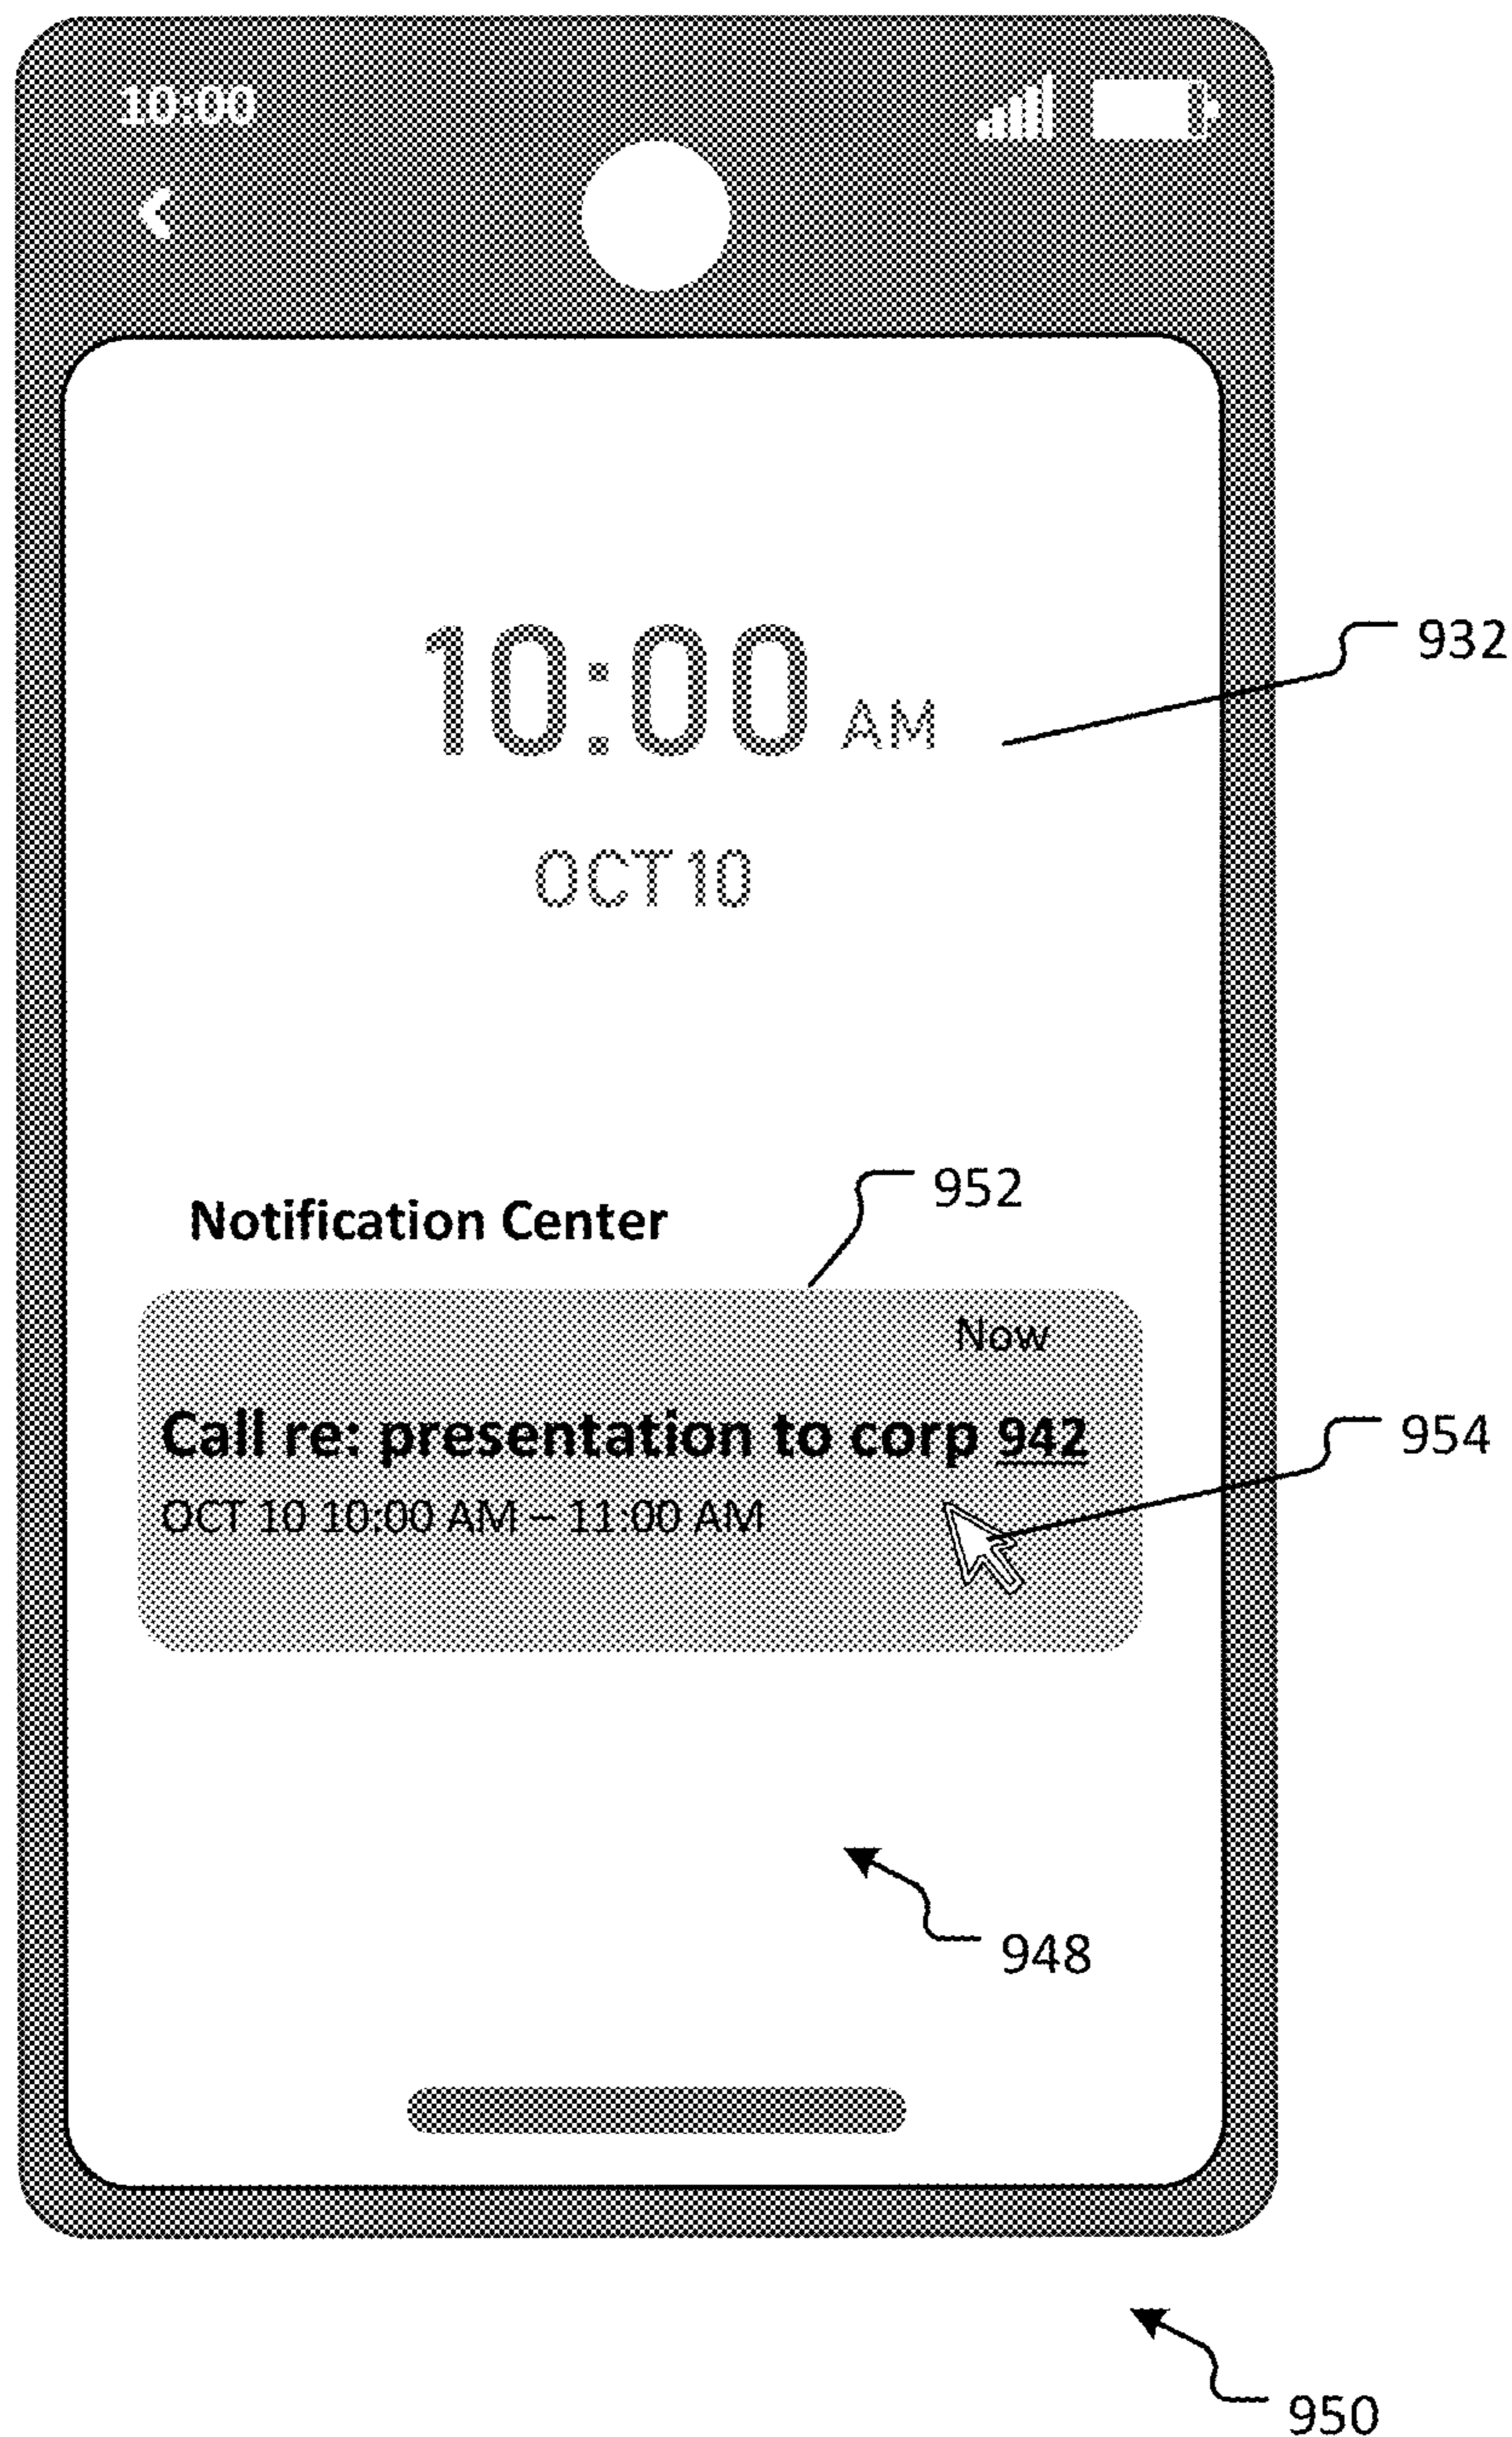 10:00
932
10:00 AM
OCT 10
952
Notification Center
Now
Call re: presentation to corp 942
954
OCT 10 10:00 AM – 11:00 AM
948
950